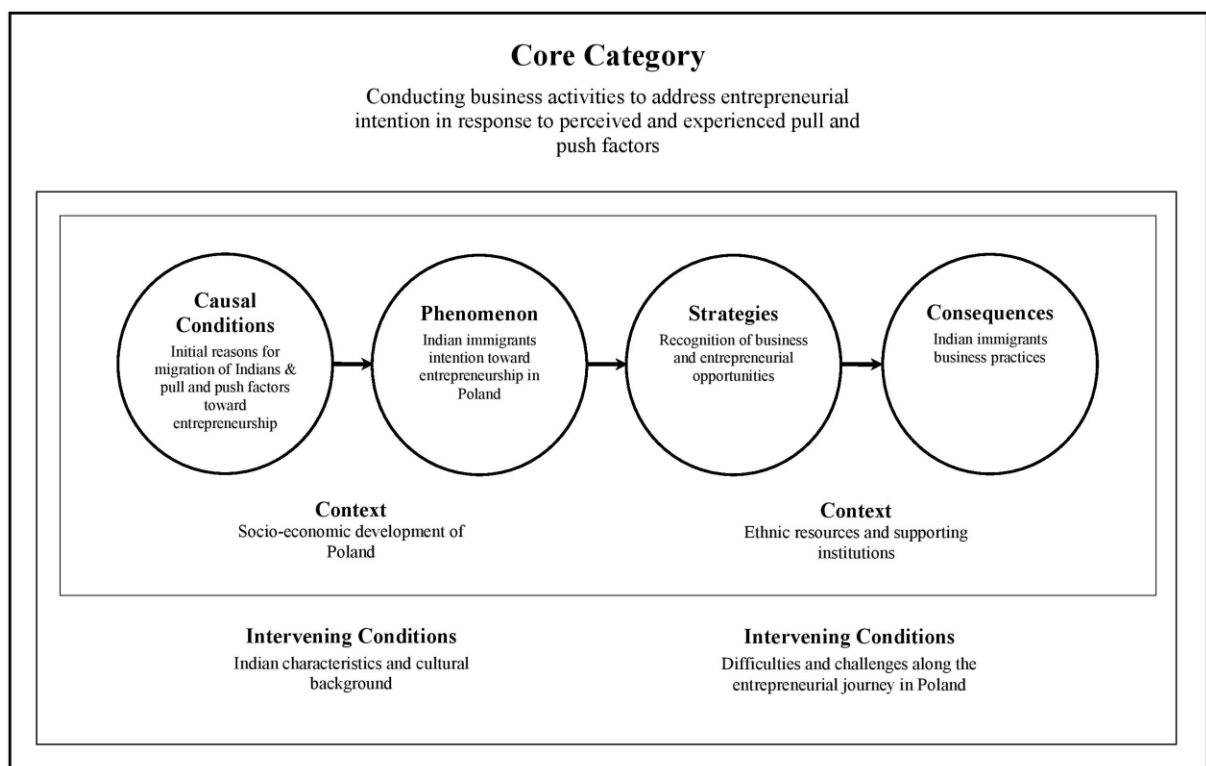 Core Category
Conducting business activities to address entrepreneurial
intention in response to perceived and experienced pull and
push factors
Causal
Conditions
Initial reasons for
migration of Indians &
pull and push factors
toward
entrepreneurship
Phenomenon
Indian immigrants
intention toward
entrepreneurship in
Poland
Strategies
Recognition of business
and entrepreneurial
opportunities
Consequences
Indian immigrants
business practices
Context
Socio-economic development of
Poland
Context
Ethnic resources and supporting
institutions
Intervening Conditions
Indian characteristics and cultural
background
Intervening Conditions
Difficulties and challenges along the
entrepreneurial journey in Poland